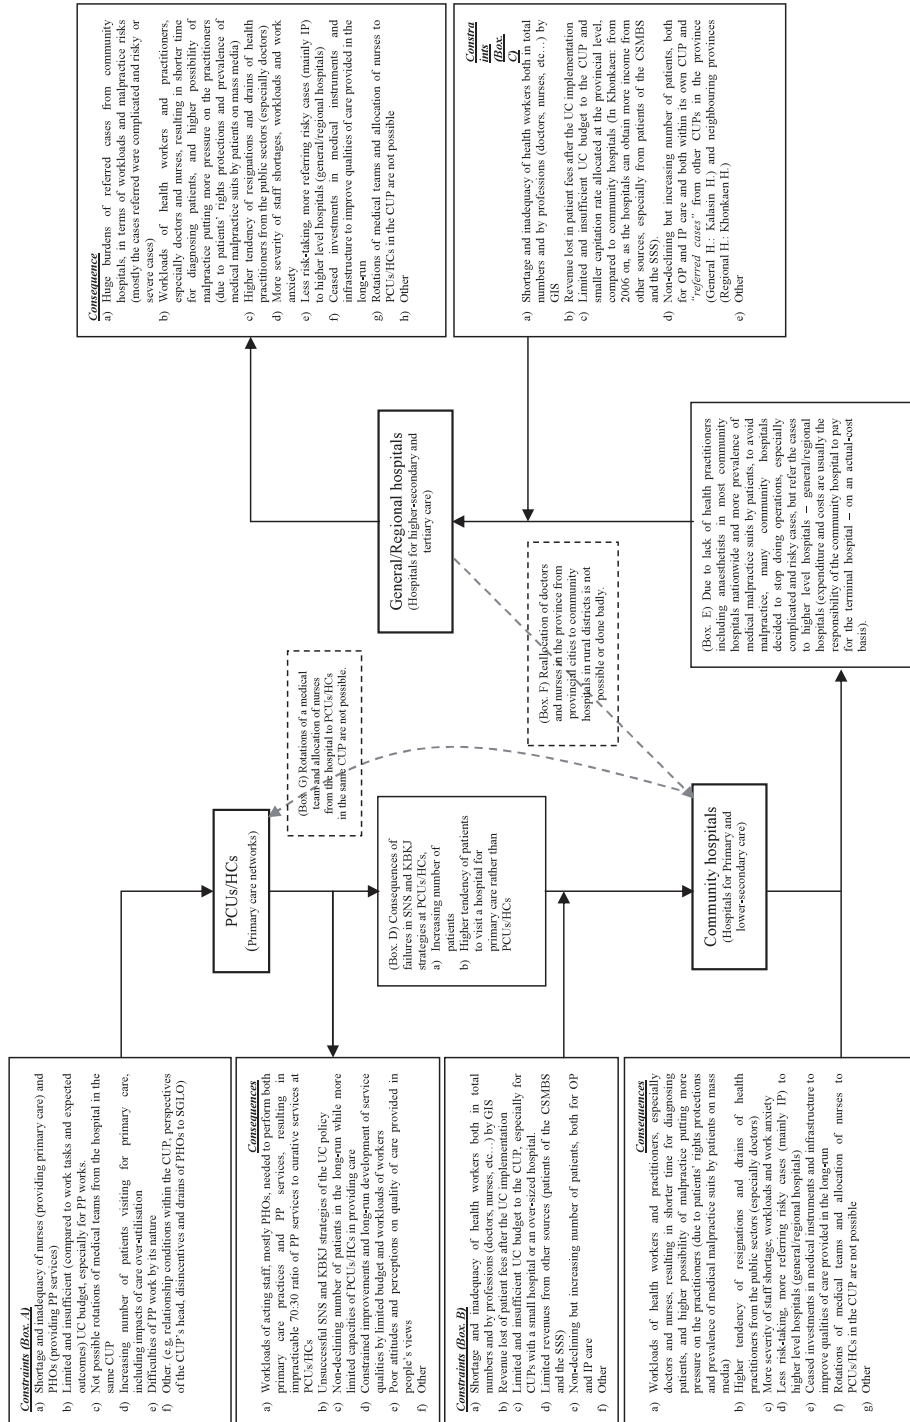 Constraints (Box. A)
a) Shortage and inadequacy of nurses (providing primary care) and
PHOs (providing PP services)
b) Limited and insufficient (compared to work tasks and expected
outcomes) UC budget, especially for PP works.
c) Not possible rotations of medical teams from the hospital in the
same CUP
d) Increasing number of patients visiting for primary care,
including impacts of care over-utilisation
e) Difficulties of PP work by its nature
f) Other. (e.g, relationship conditions within the CUP, perspectives
of the CUP's head, disincentives and drains of PHOs to SGLO)
Consequences
a) Workloads of acting staff, mostly PHOs, needed to perform both
primary care practices and PP services, resulting in
impracticable 70:30 ratio of PP services to curative services at
PCUs/HCs
b) Unsuccessful SNS and KBKJ strategies of the UC policy
c) Non-declining number of patients in the long-run while more
limited capacities of PCUs/HCs in providing care
d) Constrained improvements and long-run development of service
qualities by limited budget and workloads of workers
e) Poor attitudes and perceptions on quality of care provided in
people's views
f) Other
Constraints (Box. B)
a) Shortage and inadequacy of health workers both in total
numbers and by professions (doctors, nurses, etc...) by GIS
b) Revenue lost of patient fees after the UC implementation
c) Limited and insufficient UC budget to the CUP, especially for
CUPs with a small hospital or an over-sized hospital.
d) Limited revenues from other sources (patients of the CSMBS
and the SSS)
e) Non-declining but increasing number of patients, both for OP
and IP care
f) Other
Consequences
a) Workloads of health workers and practitioners, especially
doctors and nurses, resulting in shorter time for diagnosing
patients, and higher possibility of malpractice putting more
pressure on the practitioners (due to patients' rights protections
and prevalence of medical malpractice suits by patients on mass
media)
b) Higher tendency of resignations and drains of health
practitioners from the public sectors (especially doctors)
c) More severity of staff shortage, workloads and work anxiety
d) Less risk-taking, more referring risky cases (mainly IP) to
higher level hospitals (general/regional hospitals)
e) Ceased investments in medical instruments and infrastructure to
improve qualities of care provided in the long-run
f) Rotations of medical teams and allocation of nurses to
PCUs/HCs in the CUP are not possible
g) Other
PCUs/HCs
(Primary care networks)
(Box. D) Consequences of
failures in SNS and KBKJ
strategies at PCUs/HCs,
a) Increasing number of
patients
b) Higher tendency of patients
to visit a hospital for
primary care rather than
PCUs/HCs
Community hospitals
(Hospitals for Primary and
lower-secondary care)
(Box. G) Rotations of a medical
team and allocation of nurses
from the hospital to PCUs/HCs
in the same CUP are not possible.
(Box. F) Reallocation of doctors
and nurses in the province from
provincial cities to community
hospitals in rural districts is not
possible or done badly.
General/Regional hospitals
(Hospitals for higher-secondary and
tertiary care)
(Box. E) Due to lack of health practitioners
including anaesthetists in most community
hospitals nationwide and more prevalence of
medical malpractice suits by patients, to avoid
malpractice, many community hospitals
decided to stop doing operations, especially
complicated and risky cases, but refer the cases
to higher level hospitals – general/regional
hospitals (expenditure and costs are usually the
responsibility of the community hospital to pay
for the terminal hospital – on an actual-cost
basis).
Consequence
a) Huge burdens of referred cases from community
hospitals, in terms of workloads and malpractice risks
(mostly the cases referred were complicated and risky or
severe cases)
b) Workloads of health workers and practitioners,
especially doctors and nurses, resulting in shorter time
for diagnosing patients, and higher possibility of
malpractice putting more pressure on the practitioners
(due to patients' rights protections and prevalence of
medical malpractice suits by patients on mass media)
c) Higher tendency of resignations and drains of health
practitioners from the public sectors (especially doctors)
d) More severity of staff shortages, workloads and work
anxiety
e) Less risk-taking, more referring risky cases (mainly IP)
to higher level hospitals (general/regional hospitals)
f) Ceased investments in medical instruments and
infrastructure to improve qualities of care provided in the
long-run
g) Rotations of medical teams and allocation of nurses to
PCUs/HCs in the CUP are not possible
h) Other
Constra
ints
(Box.
C)
a) Shortage and inadequacy of health workers both in total
numbers and by professions (doctors, nurses, etc...) by
GIS
b) Revenue lost in patient fees after the UC implementation
c) Limited and insufficient UC budget to the CUP and
smaller capitation rate allocated at the provincial level,
compared to community hospitals (In Khonkaen from
2006 on, as the hospitals can obtain more income from
other sources, especially from patients of the CSMBS
and the SSS).
d) Non-declining but increasing number of patients, both
for OP and IP care and both within its own CUP and
"referred cases" from other CUPs in the province
(General H.: Kalasin H.) and neighbouring provinces
(Regional H.: Khonkaen H.)
e) Other